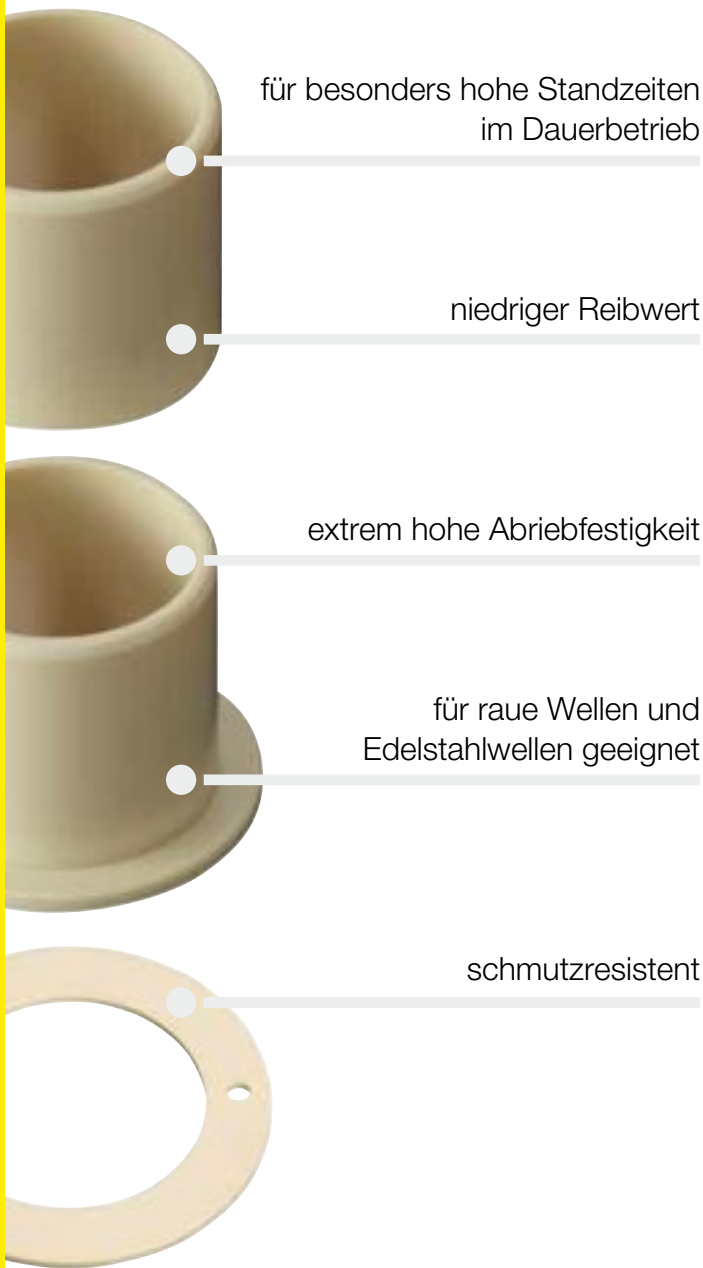 für besonders hohe Standzeiten
im Dauerbetrieb
niedriger Reibwert
extrem hohe Abriebfestigkeit
für raue Wellen und
Edelstahlwellen geeignet
schmutzresistent